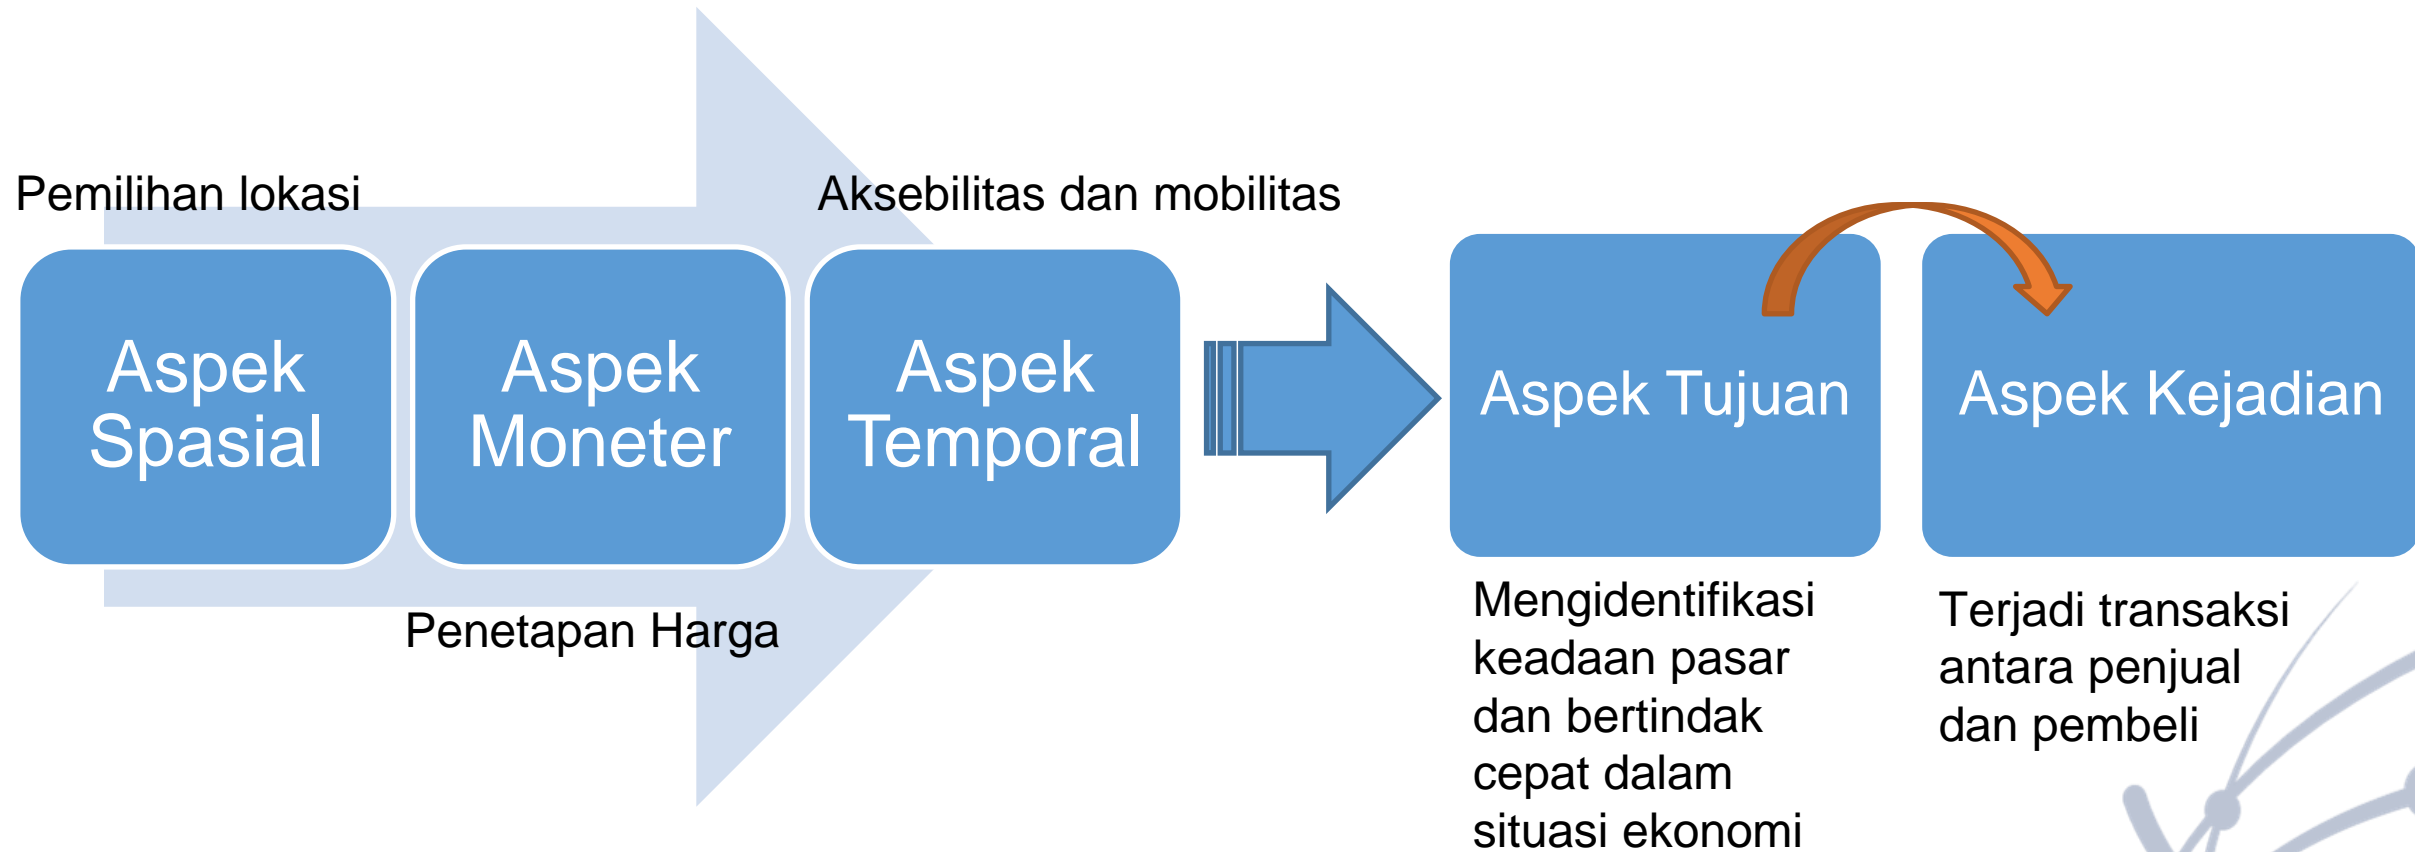 Pemilihan lokasi
Aksebilitas dan mobilitas
Aspek
Spasial
Aspek
Moneter
Aspek
Temporal
Penetapan Harga
Aspek Tujuan
Aspek Kejadian
Mengidentifikasi
keadaan pasar
dan bertindak
cepat dalam
situasi ekonomi
Terjadi transaksi
antara penjual
dan pembeli